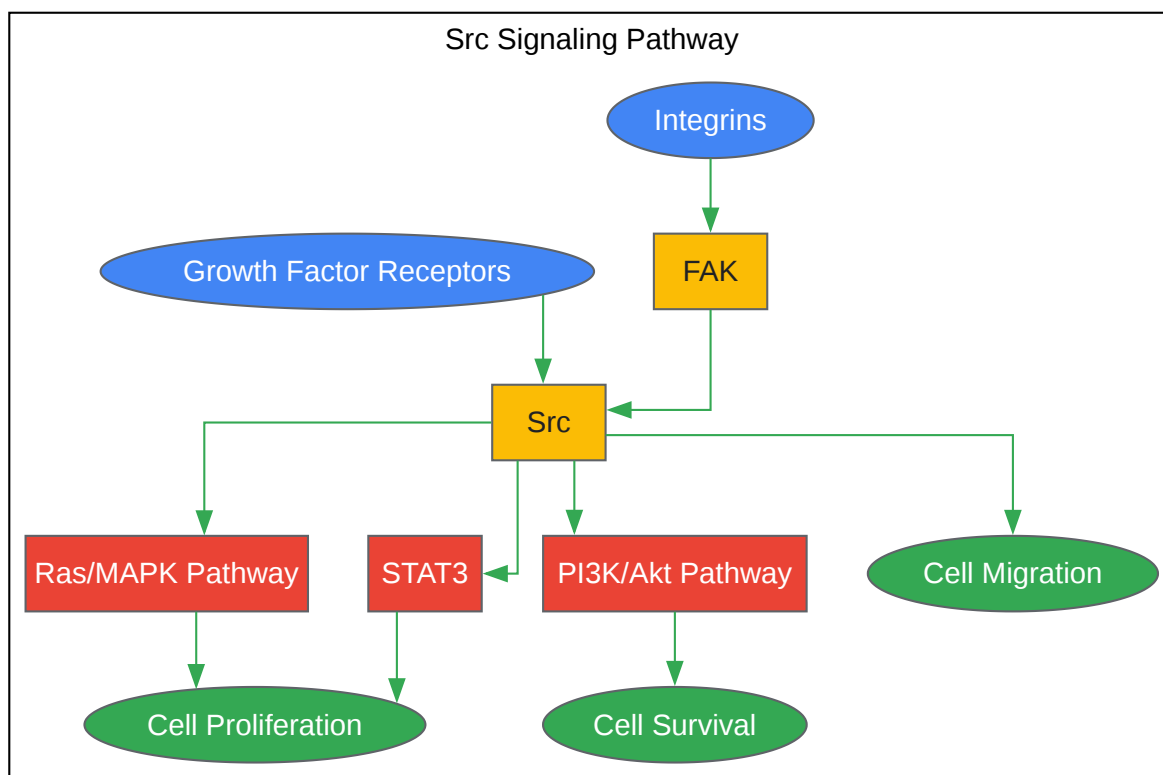 Src Signaling Pathway
Integrins
Growth Factor Receptors
FAK
Src
Ras/MAPK Pathway
STAT3
PI3K/Akt Pathway
Cell Migration
Cell Proliferation
Cell Survival